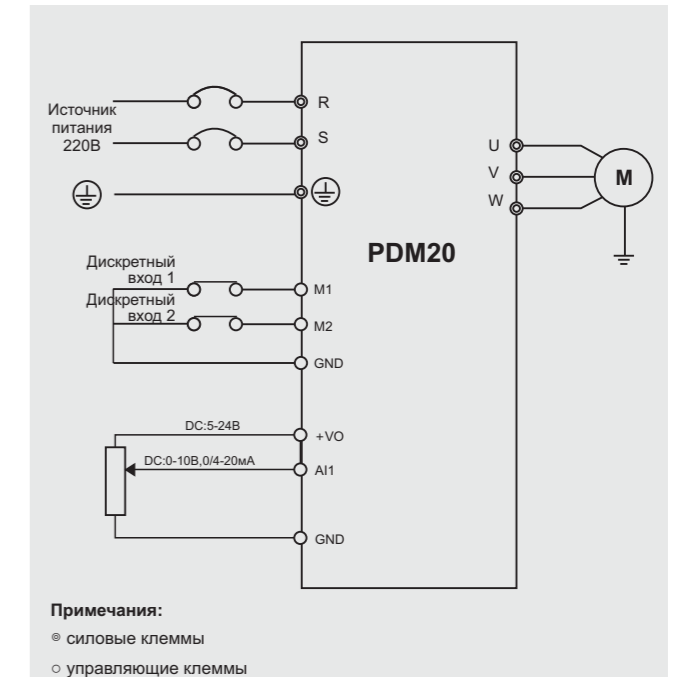 R
Источник
питания
220В
S
U
V
W
M
PDM20
Дискретный
вход 1
M1
Дискретный
вход 2
M2
GND
DC:5-24В
+VO
DC:0-10В,0/4-20мА
AI1
GND
Примечания:
⌾ силовые клеммы
○ управляющие клеммы